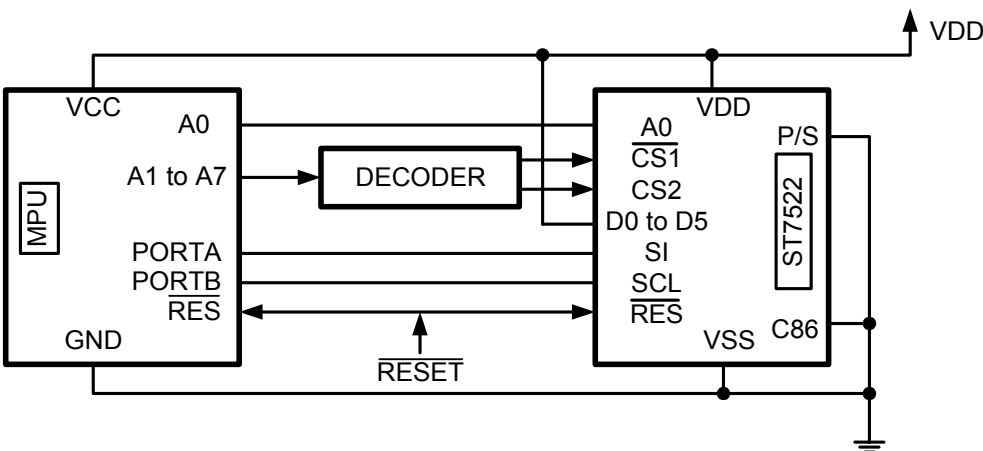 VDD
VCC
A0
A1 to A7
MPU
PORTA
PORTB
RES
GND
DECODER
RESET
VDD
A0
CS1
CS2
D0 to D5
SI
SCL
RES
VSS
P/S
ST7522
C86